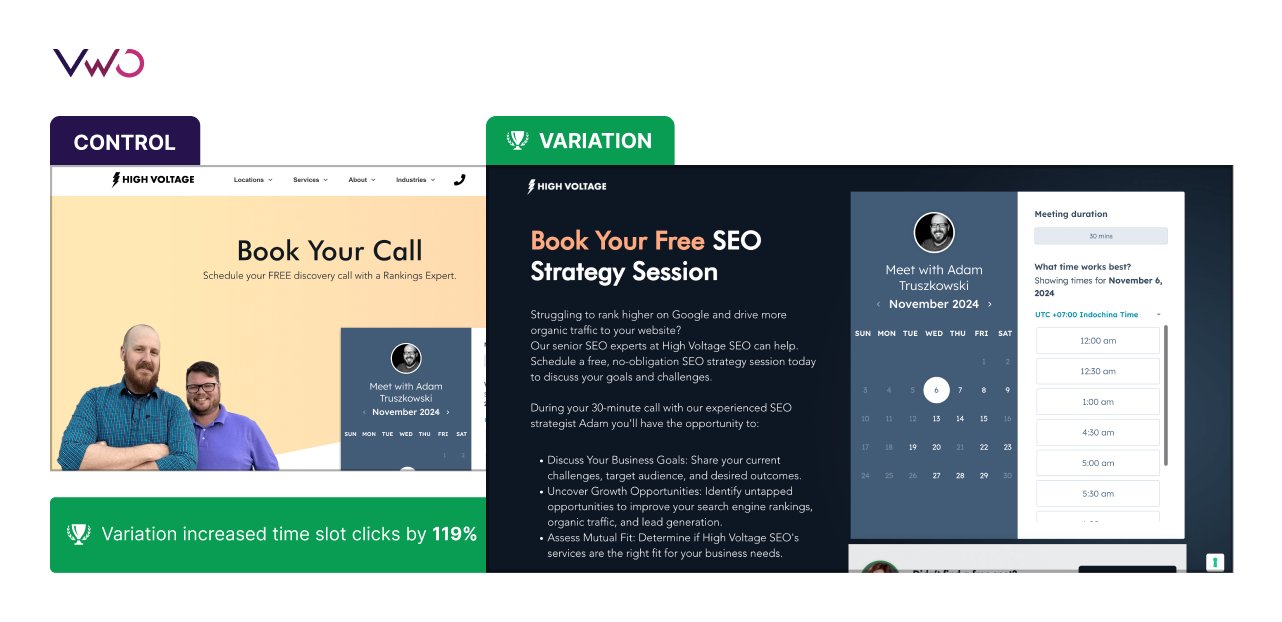 VWO
CONTROL
HIGH VOLTAGE
Locations
Services
About
Industries
Book Your Call
Schedule your FREE discovery call with a Rankings Expert.
Meet with Adam
Truszkowski
November 2024
SUN MON TUE WED THU FRI SAT
1 2
Variation increased time slot clicks by 119%
VARIATION
HIGH VOLTAGE
Book Your Free SEO
Strategy Session
Struggling to rank higher on Google and drive more
organic traffic to your website?
Our senior SEO experts at High Voltage SEO can help.
Schedule a free, no-obligation SEO strategy session today
to discuss your goals and challenges.
During your 30-minute call with our experienced SEO
strategist Adam you'll have the opportunity to:
• Discuss Your Business Goals: Share your current
challenges, target audience, and desired outcomes.
• Uncover Growth Opportunities: Identify untapped
opportunities to improve your search engine rankings,
organic traffic, and lead generation.
• Assess Mutual Fit: Determine if High Voltage SEO's
services are the right fit for your business needs.
Meet with Adam
Truszkowski
November 2024
SUN MON TUE WED THU FRI SAT
1 2
3 4 5 6 7 8 9
10 11 12 13 14 15 16
17 18 19 20 21 22 23
24 25 26 27 28 29 30
Meeting duration
30 mins
What time works best?
Showing times for November 6,
2024
UTC +07:00 Indochina Time
12:00 am
12:30 am
1:00 am
4:30 am
5:00 am
5:30 am